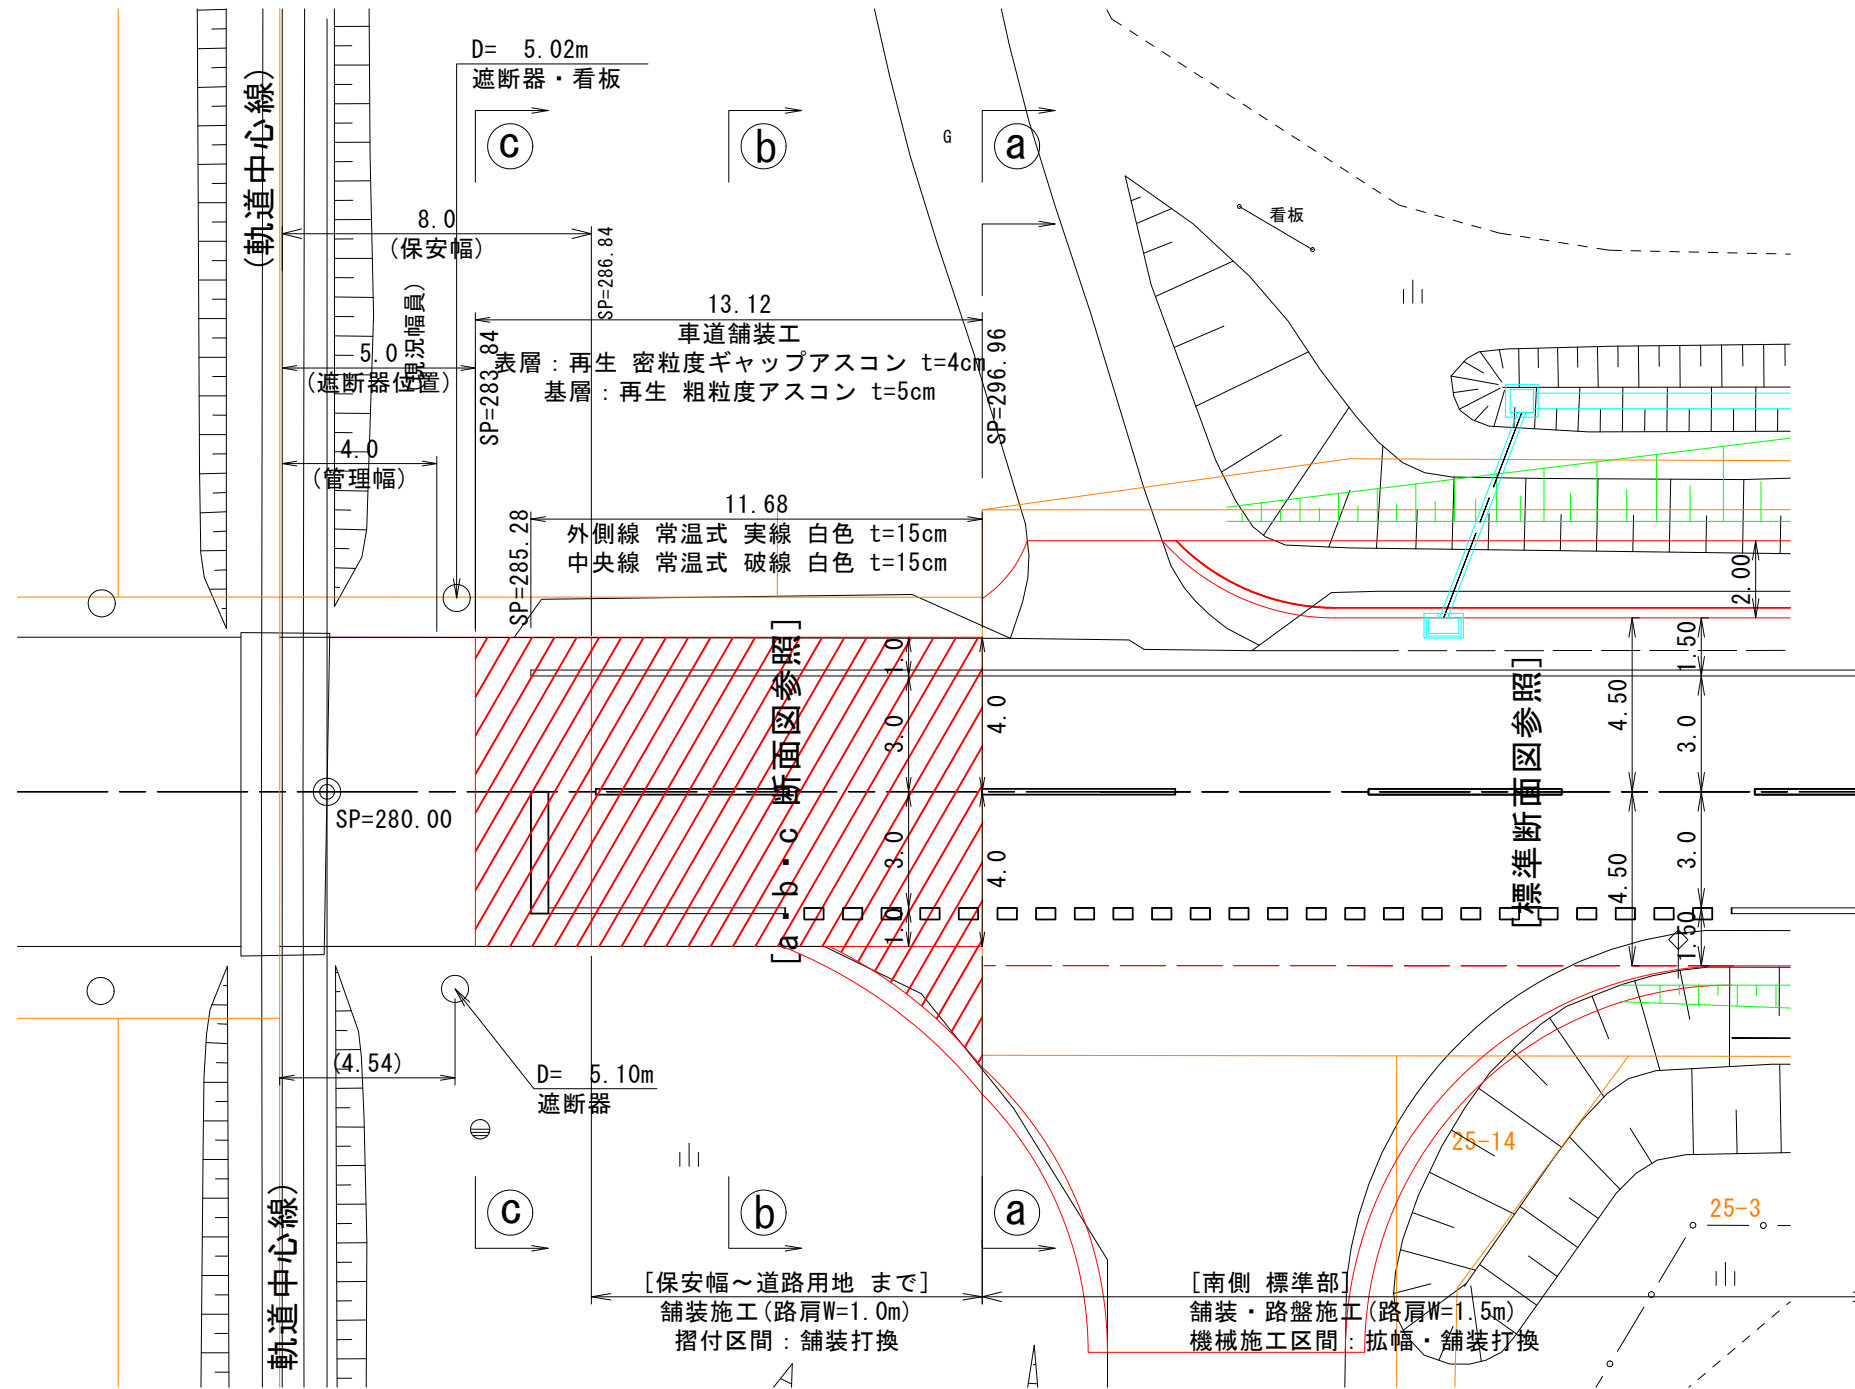 D= 5.02m
遮断器・看板
(軌道中心線)
c
b
a
G
看板
8.0
(保安幅)
SP=286.84
現況幅員)
13.12
車道舗装工
表層：再生 密粒度ギャップアスコン t=4cm
基層：再生 粗粒度アスコン t=5cm
5.0
(遮断器位置)
SP=283.84
SP=296.96
4.0
(管理幅)
11.68
外側線 常温式 実線 白色 t=15cm
中央線 常温式 破線 白色 t=15cm
SP=285.28
2.00
1.0
3.0
4.0
[a・b・c 断面図参照]
[標準断面図参照]
1.50
4.50
3.0
SP=280.00
3.0
4.0
1.0
4.50
3.0
1.50
(4.54)
D= 5.10m
遮断器
25-14
25-3
軌道中心線)
c
b
a
[保安幅～道路用地 まで]
舗装施工(路肩W=1.0m)
摺付区間：舗装打換
[南側 標準部]
舗装・路盤施工(路肩W=1.5m)
機械施工区間：拡幅・舗装打換